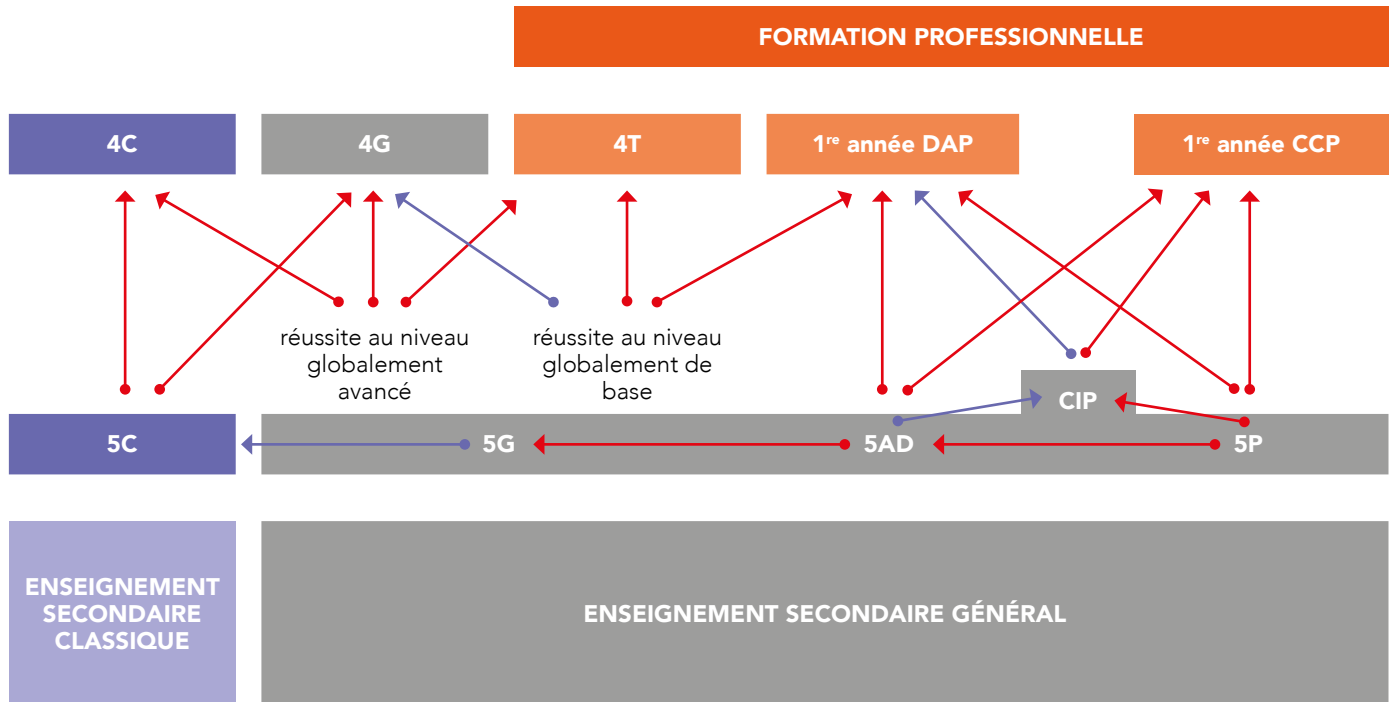 FORMATION PROFESSIONNELLE
4C
4G
4T
1re année DAP
1re année CCP
réussite au niveau
globalement
avancé
réussite au niveau
globalement de
base
CIP
5C
5G
5AD
5P
ENSEIGNEMENT
SECONDAIRE
CLASSIQUE
ENSEIGNEMENT SECONDAIRE GÉNÉRAL